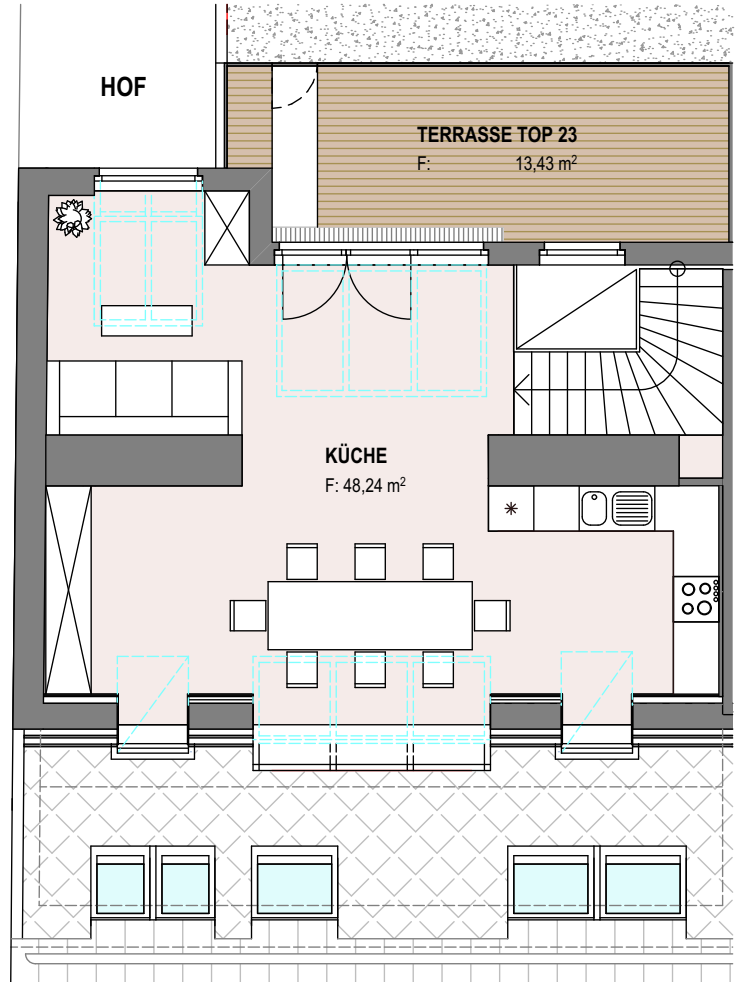 HOF
TERRASSE TOP 23
F: 13,43 m²
KÜCHE
F: 48,24 m²